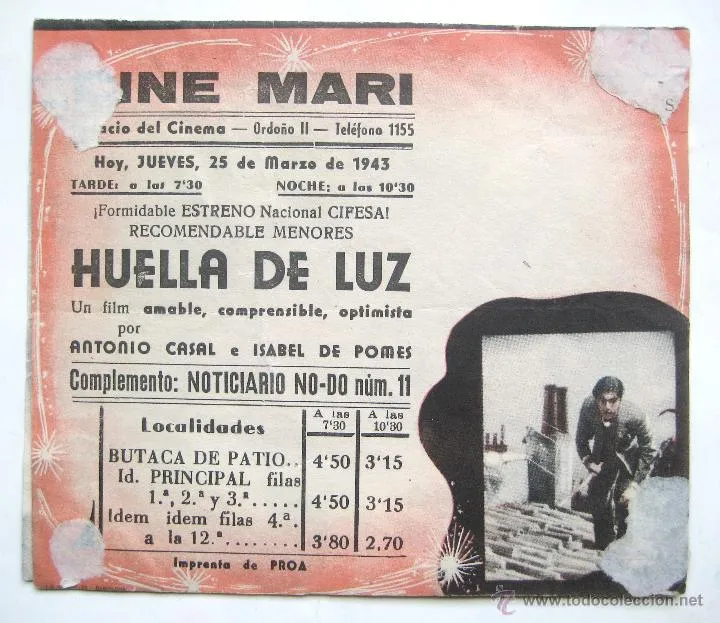 CINE MARI
Palacio del Cinema — Ordoño II — Teléfono 1155
Hoy, JUEVES, 25 de Marzo de 1943
TARDE: a las 7'30 NOCHE: a las 10'30
¡Formidable ESTRENO Nacional CIFESA!
RECOMENDABLE MENORES
HUELLA DE LUZ
Un film amable, comprensible, optimista
por
ANTONIO CASAL e ISABEL DE POMES
Complemento: NOTICIARIO NO-DO núm. 11
Localidades A las 7'30 A las 10'30
BUTACA DE PATIO.. 4'50 3'15
Id. PRINCIPAL filas
1.ª, 2.ª y 3.ª ........ 4'50 3'15
Idem idem filas 4.ª
a la 12.ª ........ 3'80 2,70
Imprenta de PROA
S
todocoleccion
www.todocoleccion.net